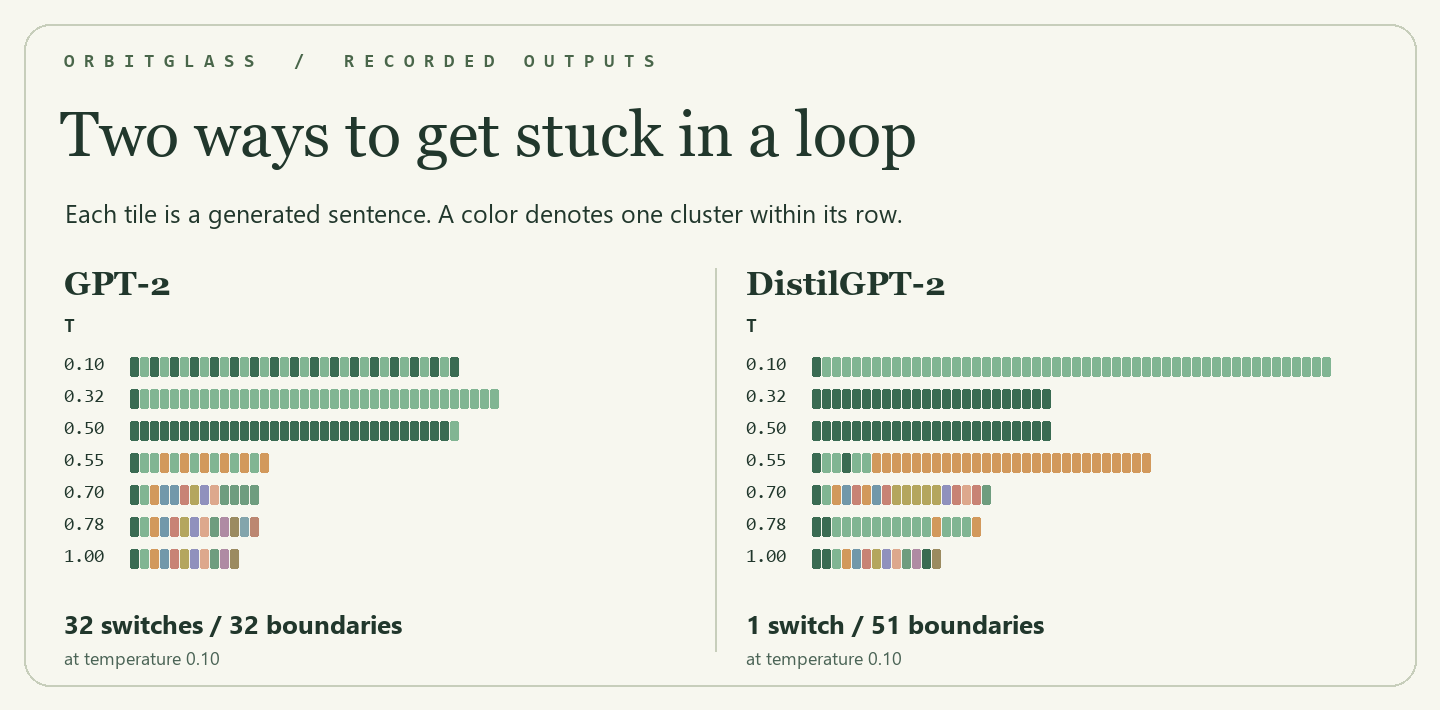 ORBITGLASS / RECORDED OUTPUTS
Two ways to get stuck in a loop
Each tile is a generated sentence. A color denotes one cluster within its row.
GPT-2
T
0.10
0.32
0.50
0.55
0.70
0.78
1.00
32 switches / 32 boundaries
at temperature 0.10
DistilGPT-2
T
0.10
0.32
0.50
0.55
0.70
0.78
1.00
1 switch / 51 boundaries
at temperature 0.10